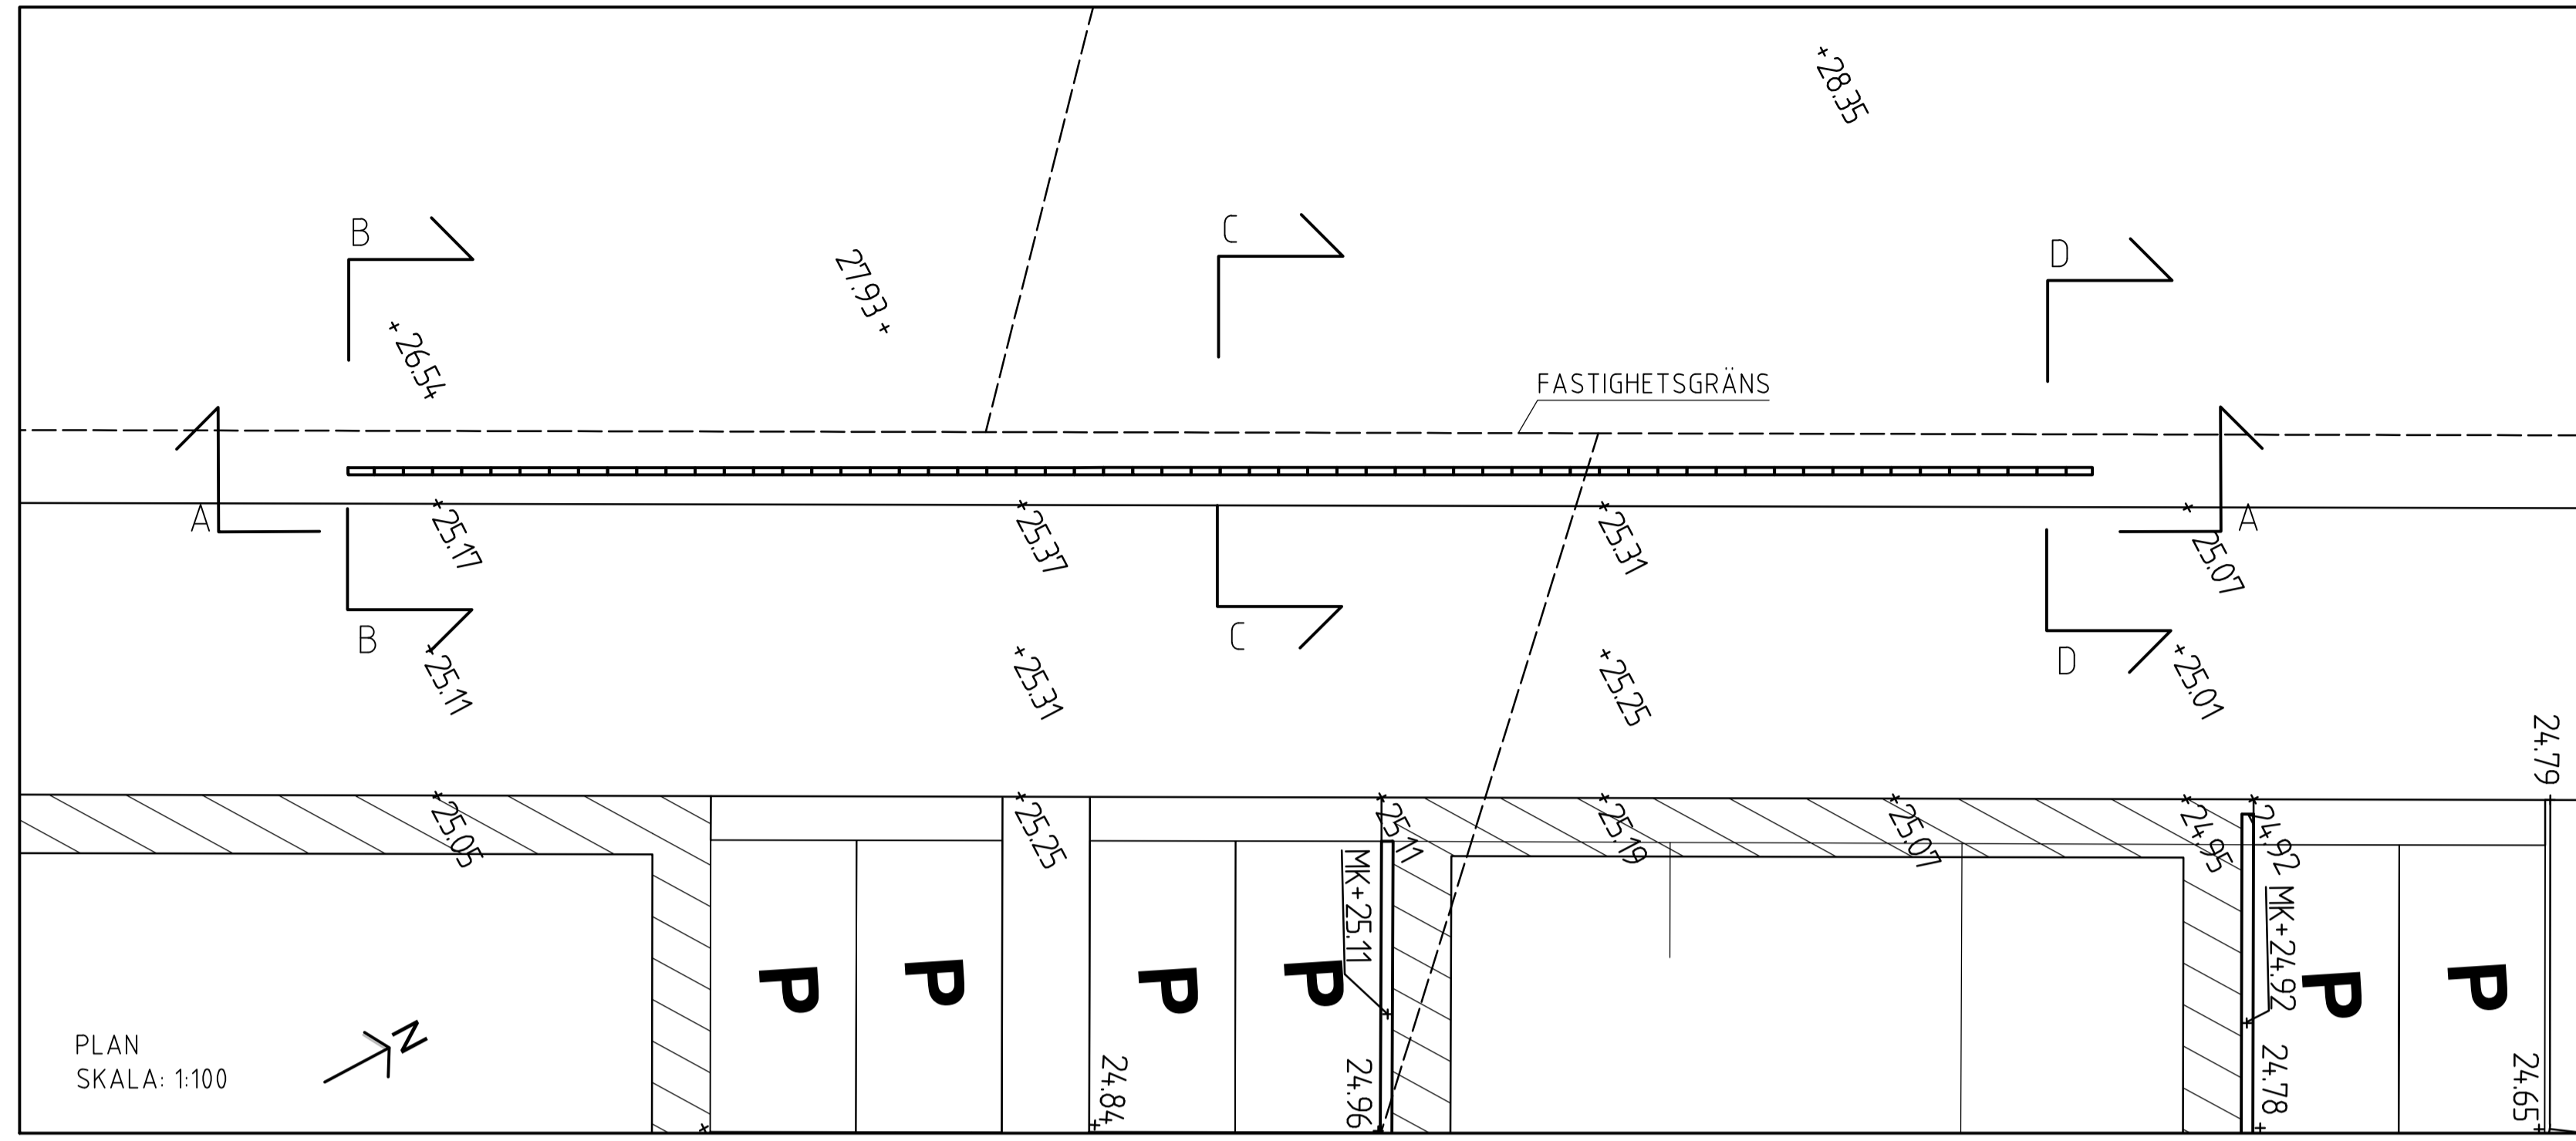 +28.35
B
C
D
27.93 +
+26.54
FASTIGHETSGRÄNS
A
A
25.17
25.37
25.31
25.07
B
C
D
25.11
+25.31
+25.25
+25.01
24.79
25.05
25.25
25.11
25.19
25.07
24.95
24.92
MK+25.11
MK+24.92
P
P
P
P
P
P
PLAN
SKALA: 1:100
N
24.84
24.96
24.78
24.65